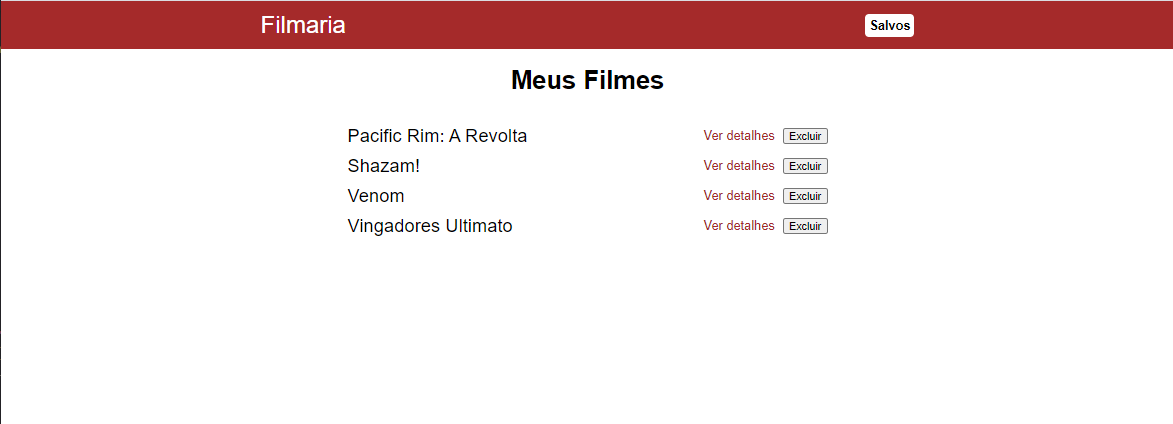 Filmaria Salvos
Meus Filmes
Pacific Rim: A Revolta Ver detalhes Excluir
Shazam! Ver detalhes Excluir
Venom Ver detalhes Excluir
Vingadores Ultimato Ver detalhes Excluir